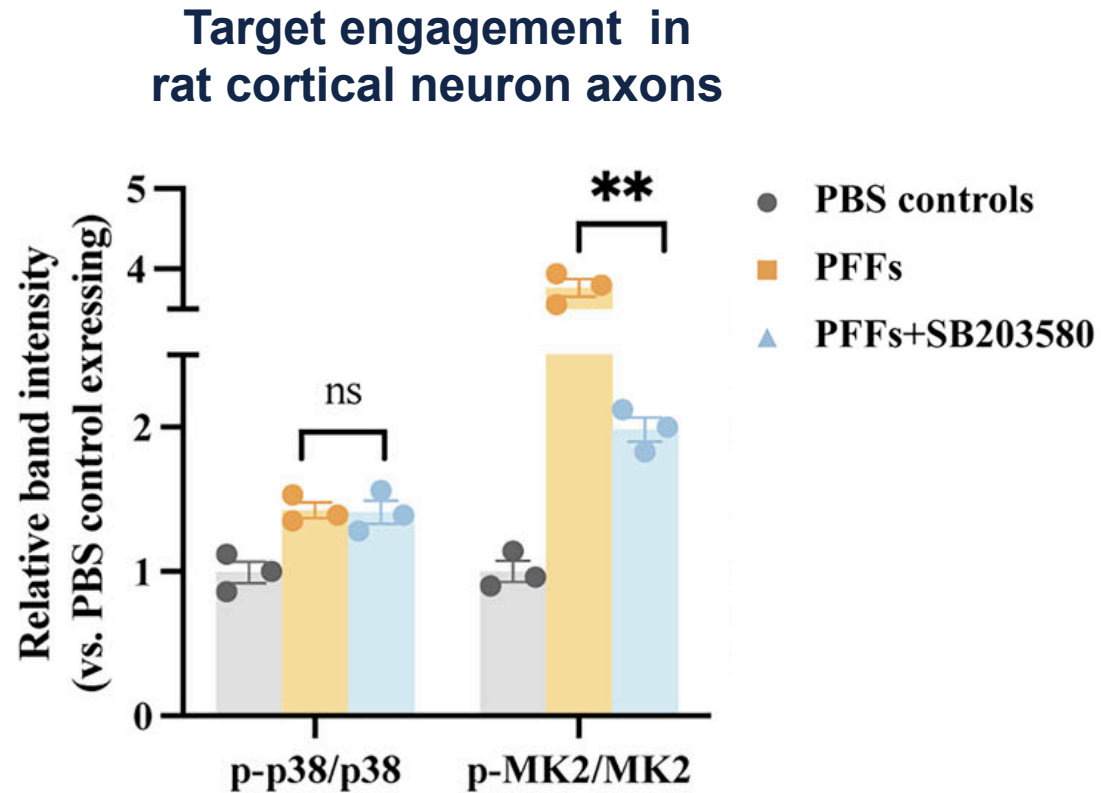 Target engagement in
rat cortical neuron axons
Relative band intensity
(vs. PBS control exressing)
5
4
2
1
0
ns
**
p-p38/p38
p-MK2/MK2
PBS controls
PFFs
PFFs+SB203580